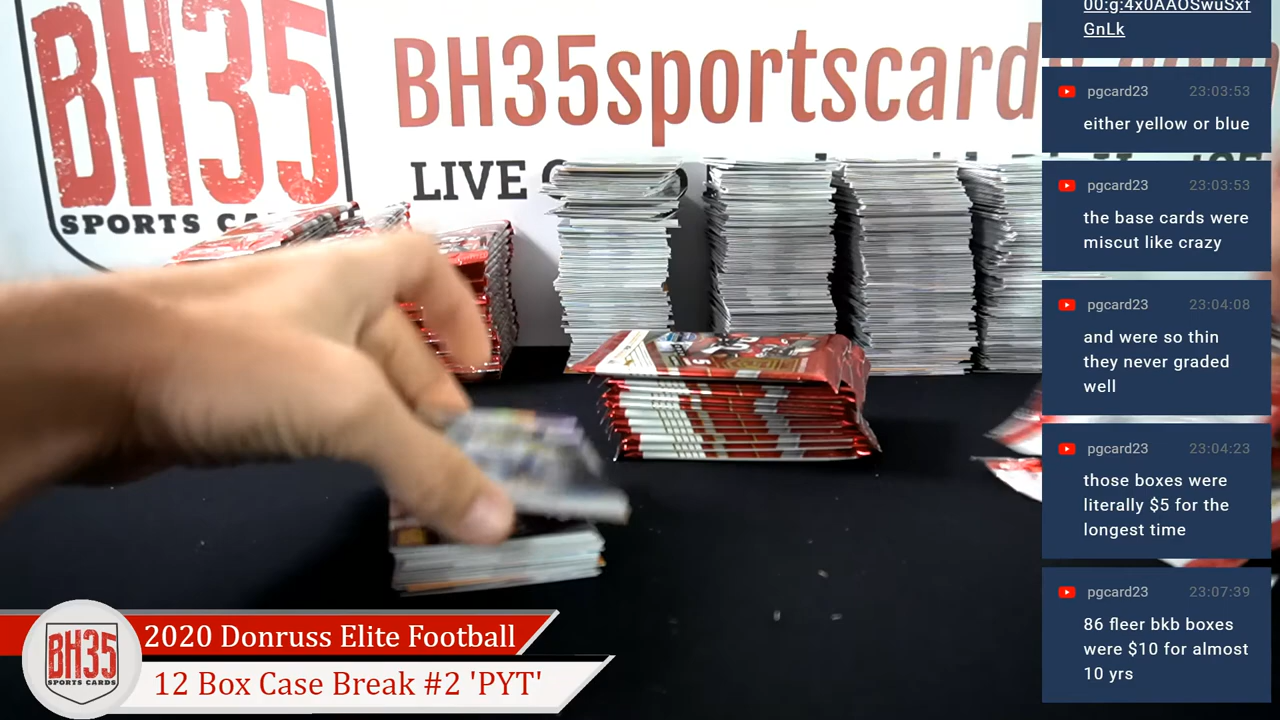 BH35
SPORTS CA
BH35sportscard
LIVE
00:g:4x0AAOSwuSxf
GnLk
pgcard23 23:03:53
either yellow or blue
pgcard23 23:03:53
the base cards were
miscut like crazy
pgcard23 23:04:08
and were so thin
they never graded
well
pgcard23 23:04:23
those boxes were
literally $5 for the
longest time
pgcard23 23:07:39
86 fleer bkb boxes
were $10 for almost
10 yrs
BH35
SPORTS CARDS
2020 Donruss Elite Football
12 Box Case Break #2 'PYT'